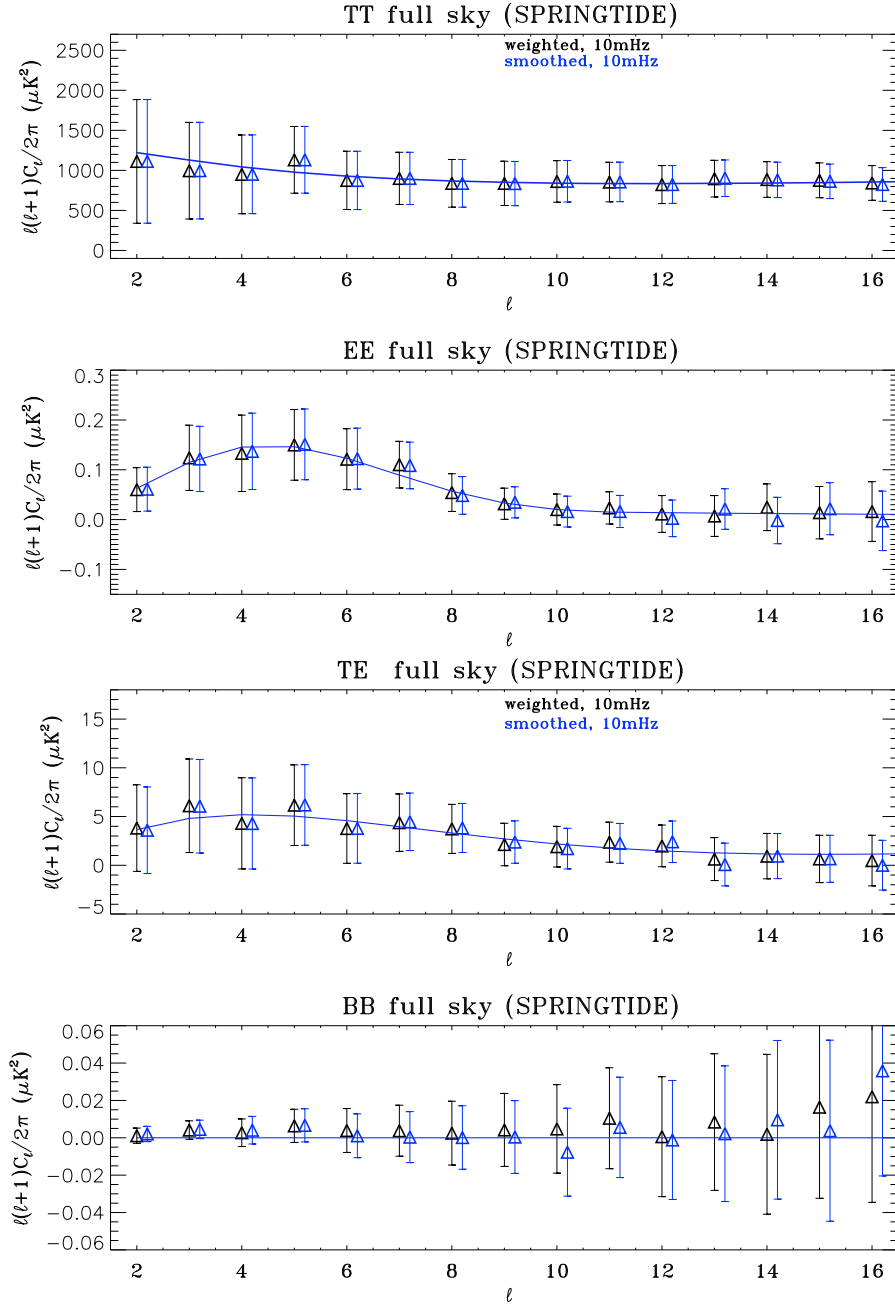 TT full sky (SPRINGTIDE)
weighted, 10mHz
smoothed, 10mHz
ℓ(ℓ+1)Cℓ/2π (μK²)
2500
2000
1500
1000
500
0
2 4 6 8 10 12 14 16
ℓ
EE full sky (SPRINGTIDE)
ℓ(ℓ+1)Cℓ/2π (μK²)
0.3
0.2
0.1
0.0
−0.1
2 4 6 8 10 12 14 16
ℓ
TE full sky (SPRINGTIDE)
weighted, 10mHz
smoothed, 10mHz
ℓ(ℓ+1)Cℓ/2π (μK²)
15
10
5
0
−5
2 4 6 8 10 12 14 16
ℓ
BB full sky (SPRINGTIDE)
ℓ(ℓ+1)Cℓ/2π (μK²)
0.06
0.04
0.02
0.00
−0.02
−0.04
−0.06
2 4 6 8 10 12 14 16
ℓ